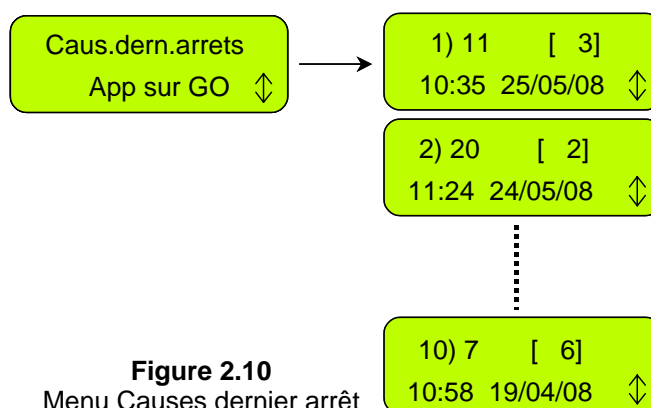 Caus.dern.arrets
App sur GO ↕
1) 11 [ 3]
10:35 25/05/08 ↕
2) 20 [ 2]
11:24 24/05/08 ↕
10) 7 [ 6]
10:58 19/04/08 ↕
Figure 2.10
Menu Causes dernier arrêt